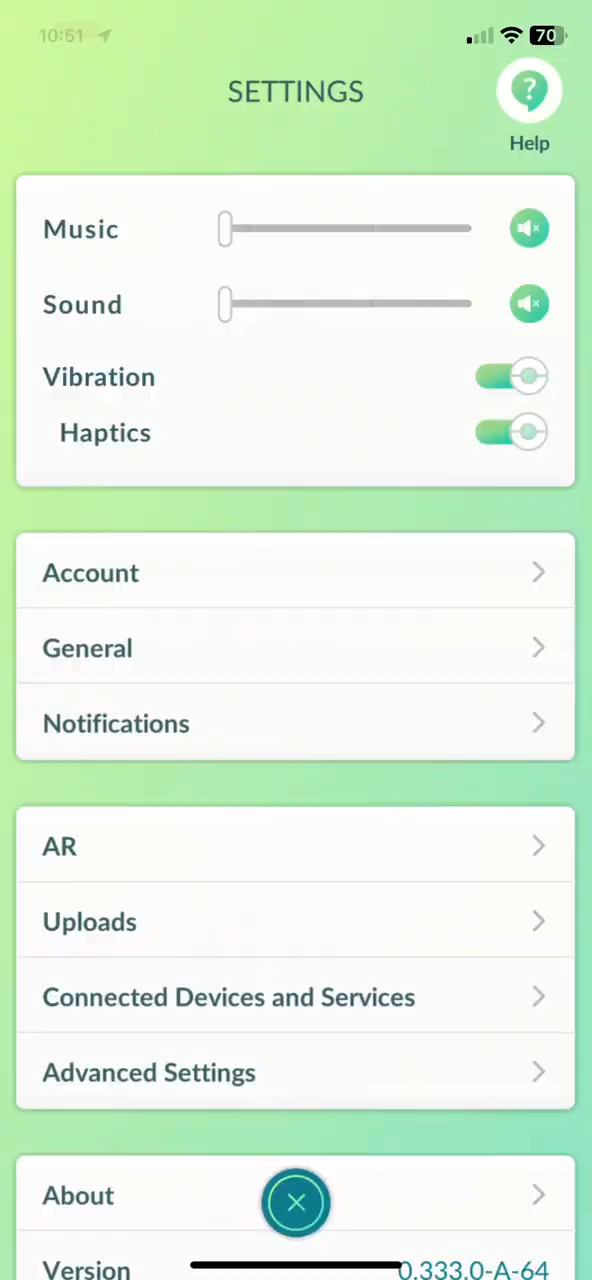 10:51
70
SETTINGS
?
Help
Music
Sound
Vibration
Haptics
Account
General
Notifications
AR
Uploads
Connected Devices and Services
Advanced Settings
About
Version 0.333.0-A-64